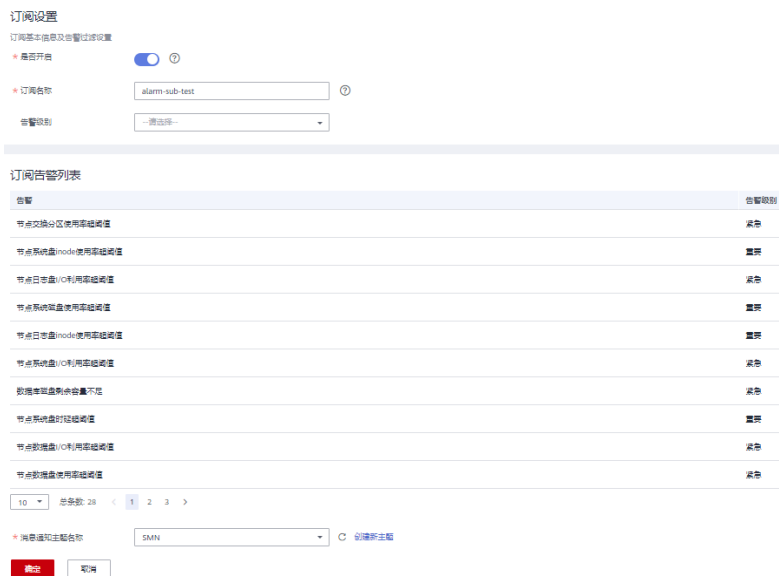 订阅设置
订阅基本信息及告警过滤设置
* 是否开启
* 订阅名称 alarm-sub-test
告警级别 --请选择--
订阅告警列表
告警 告警级别
节点交换分区使用率超阈值 紧急
节点系统盘inode使用率超阈值 重要
节点日志盘I/O利用率超阈值 紧急
节点系统磁盘使用率超阈值 重要
节点日志盘inode使用率超阈值 重要
节点系统盘I/O利用率超阈值 紧急
数据库磁盘剩余容量不足 紧急
节点系统盘时延超阈值 重要
节点数据盘I/O利用率超阈值 紧急
节点数据盘使用率超阈值 紧急
10 总条数: 28 < 1 2 3 >
* 消息通知主题名称 SMN 创建新主题
确定 取消